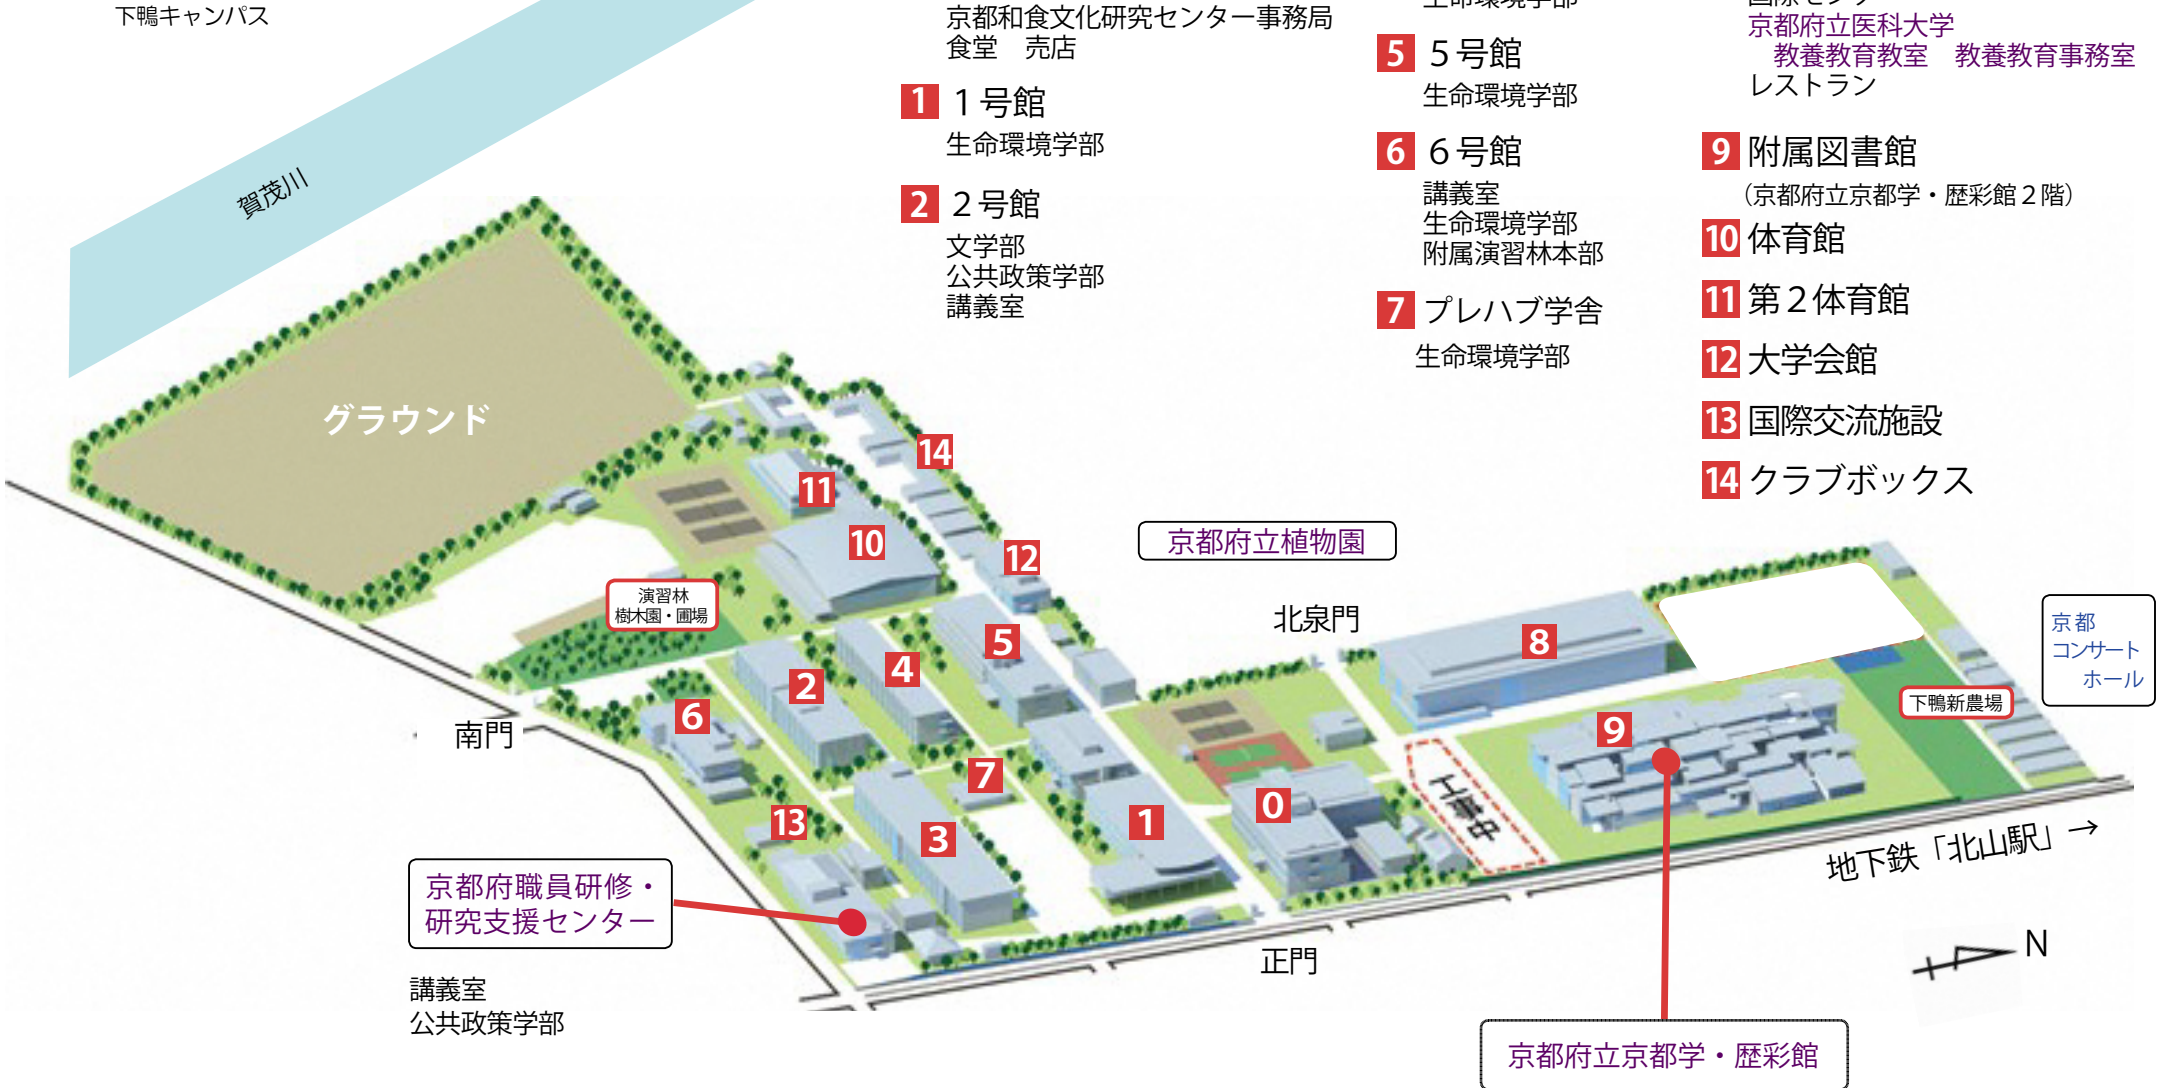 下鴨キャンパス
京都和食文化研究センター事務局
食堂　売店
1 １号館
生命環境学部
2 ２号館
文学部
公共政策学部
講義室
生命環境学部
5 ５号館
生命環境学部
6 ６号館
講義室
生命環境学部
附属演習林本部
7 プレハブ学舎
生命環境学部
国際センター
京都府立医科大学
教養教育教室　教養教育事務室
レストラン
9 附属図書館
（京都府立京都学・歴彩館２階）
10 体育館
11 第２体育館
12 大学会館
13 国際交流施設
14 クラブボックス
賀茂川
グラウンド
14
11
10
12
京都府立植物園
演習林
樹木園・圃場
北泉門
5
8
4
2
6
京都
コンサート
ホール
下鴨新農場
南門
9
7
0
工事中
13
3
1
地下鉄「北山駅」→
京都府職員研修・
研究支援センター
正門
N
講義室
公共政策学部
京都府立京都学・歴彩館